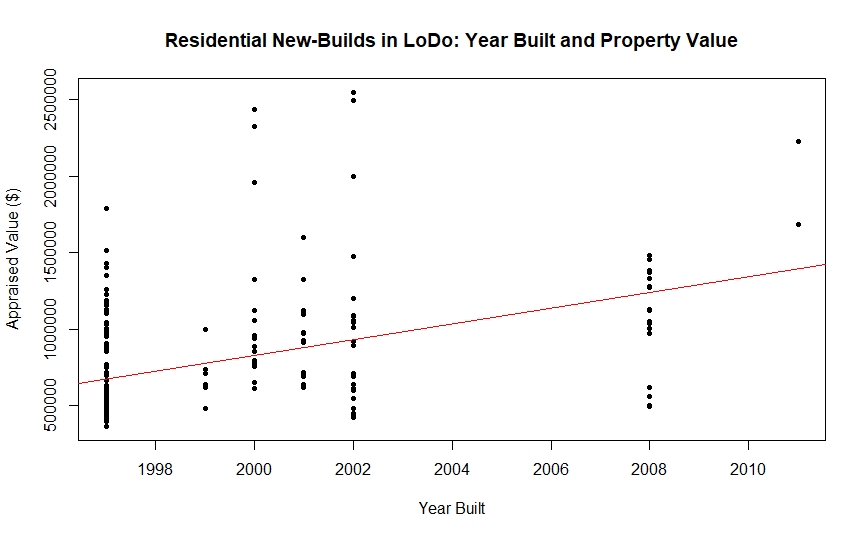 Residential New-Builds in LoDo: Year Built and Property Value
Appraised Value ($)
2500000
2000000
1500000
1000000
500000
1998 2000 2002 2004 2006 2008 2010
Year Built